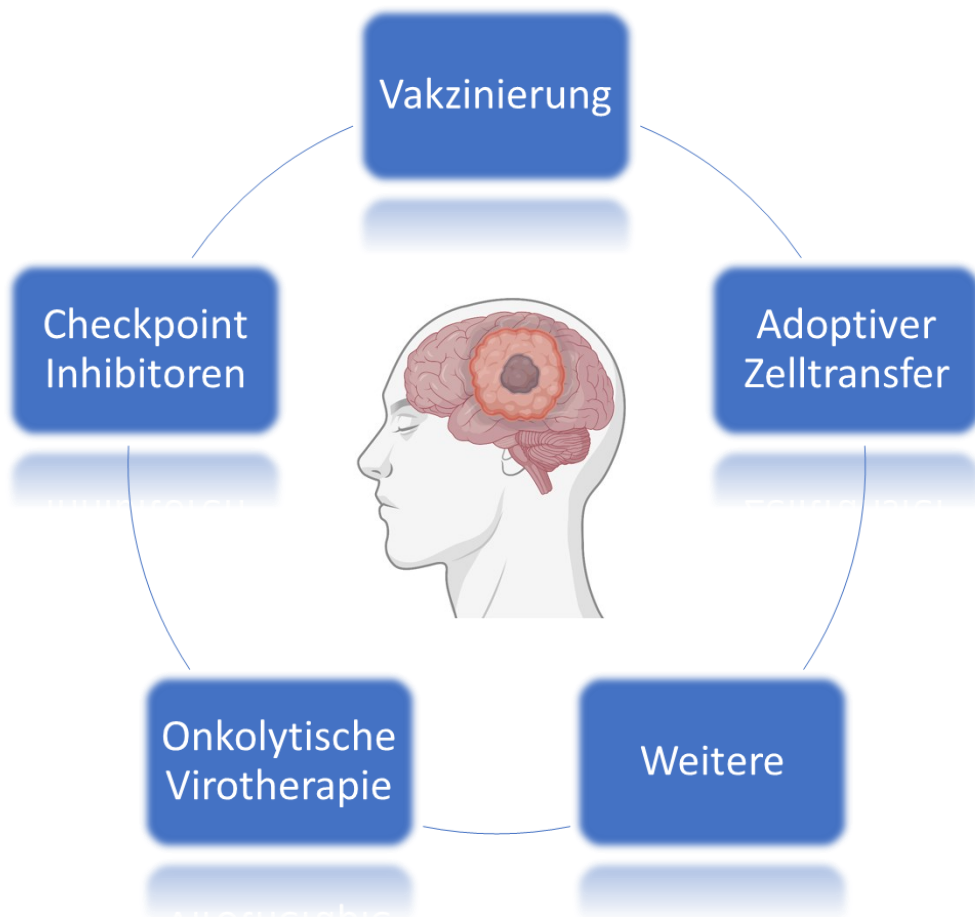 Vakzinierung
Adoptiver
Zelltransfer
Weitere
Onkolytische
Virotherapie
Checkpoint
Inhibitoren